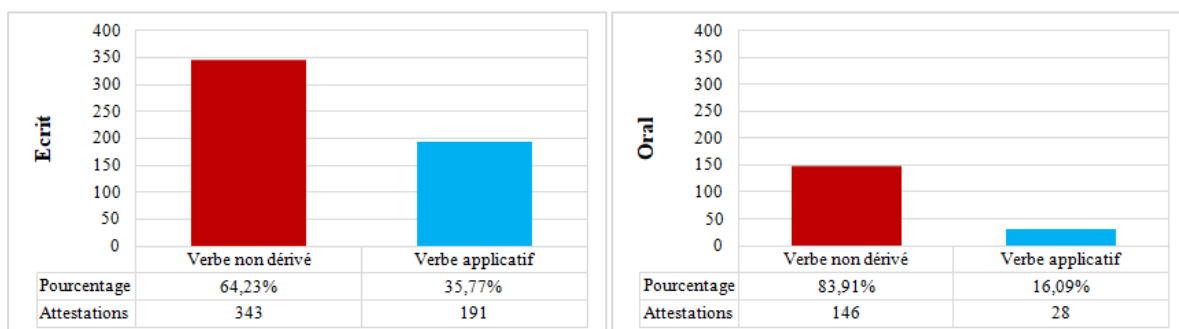 Ecrit
400
350
300
250
200
150
100
50
0
Verbe non dérivé Verbe applicatif
Pourcentage 64,23% 35,77%
Attestations 343 191
Oral
400
350
300
250
200
150
100
50
0
Verbe non dérivé Verbe applicatif
Pourcentage 83,91% 16,09%
Attestations 146 28